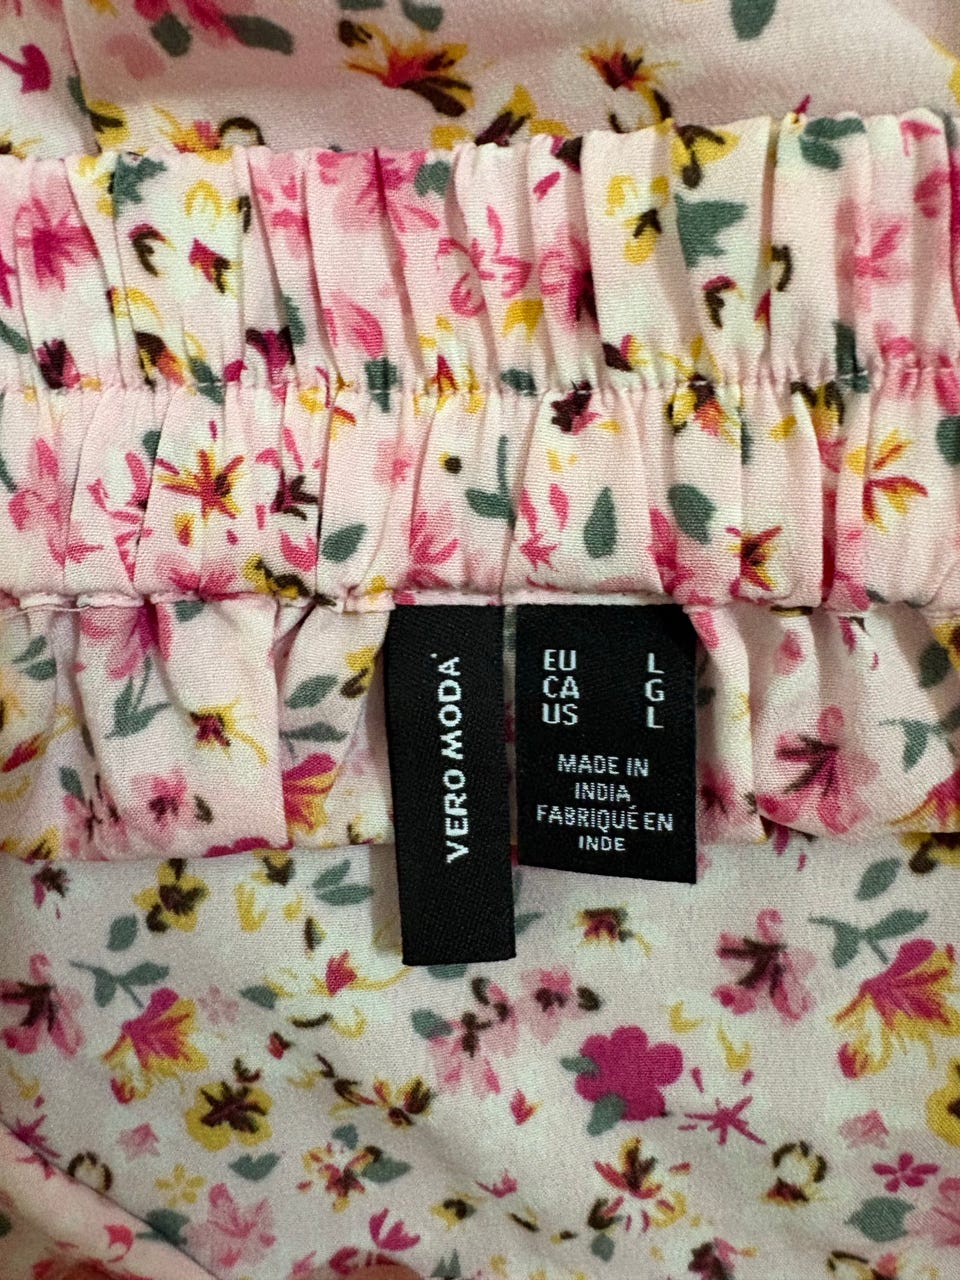 VERO MODA
EU L
CA G
US L
MADE IN
INDIA
FABRIQUÉ EN
INDE